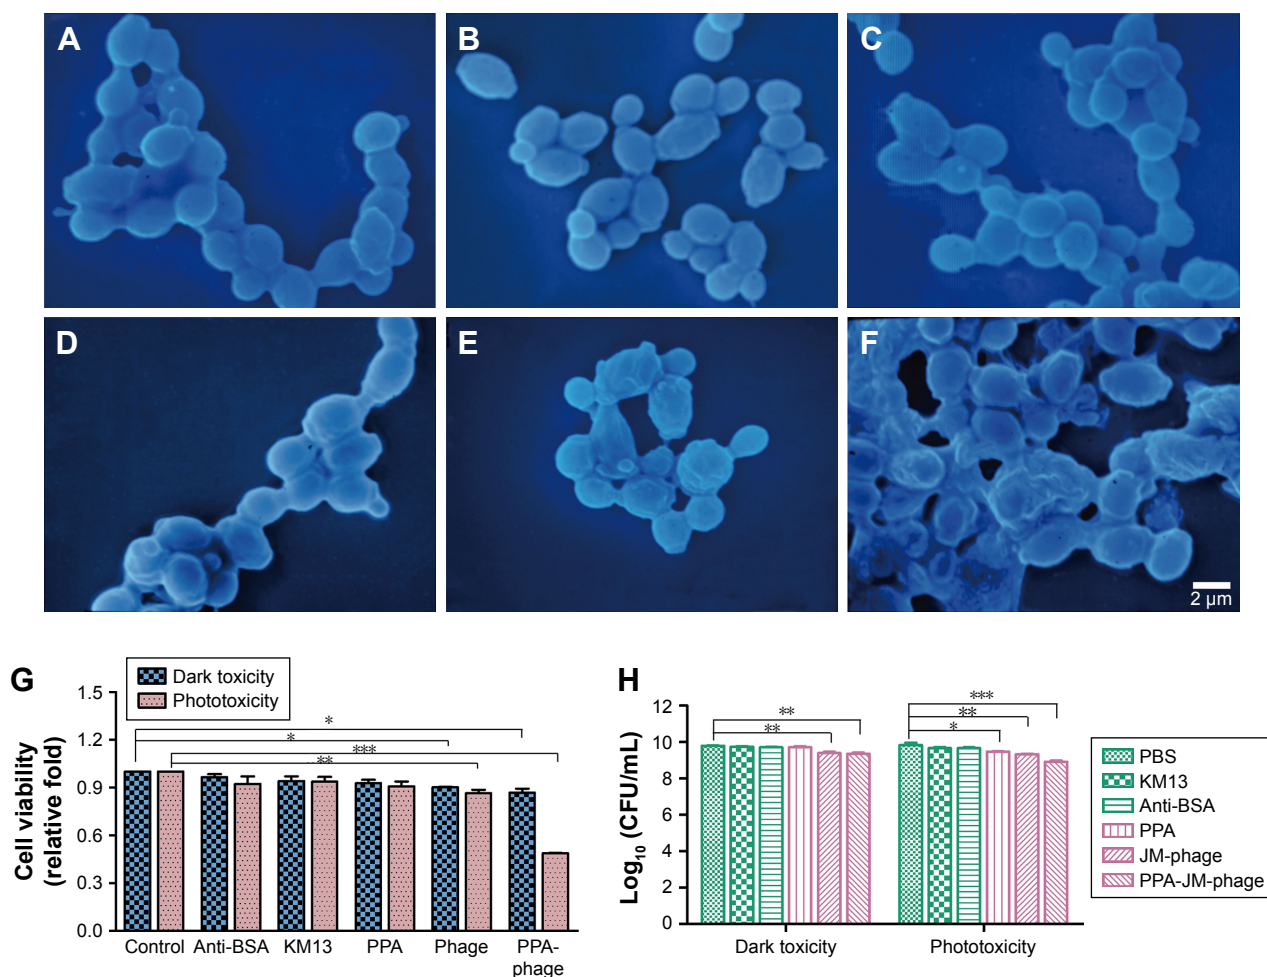 A
B
C
D
E
F
2 µm
G
Dark toxicity
Phototoxicity
Cell viability
(relative fold)
1.5
1.2
0.9
0.6
0.3
0.0
*
*
***
**
Control
Anti-BSA
KM13
PPA
Phage
PPA-
phage
H
Log₁₀ (CFU/mL)
12
10
8
6
4
2
0
**
**
***
**
*
Dark toxicity
Phototoxicity
PBS
KM13
Anti-BSA
PPA
JM-phage
PPA-JM-phage